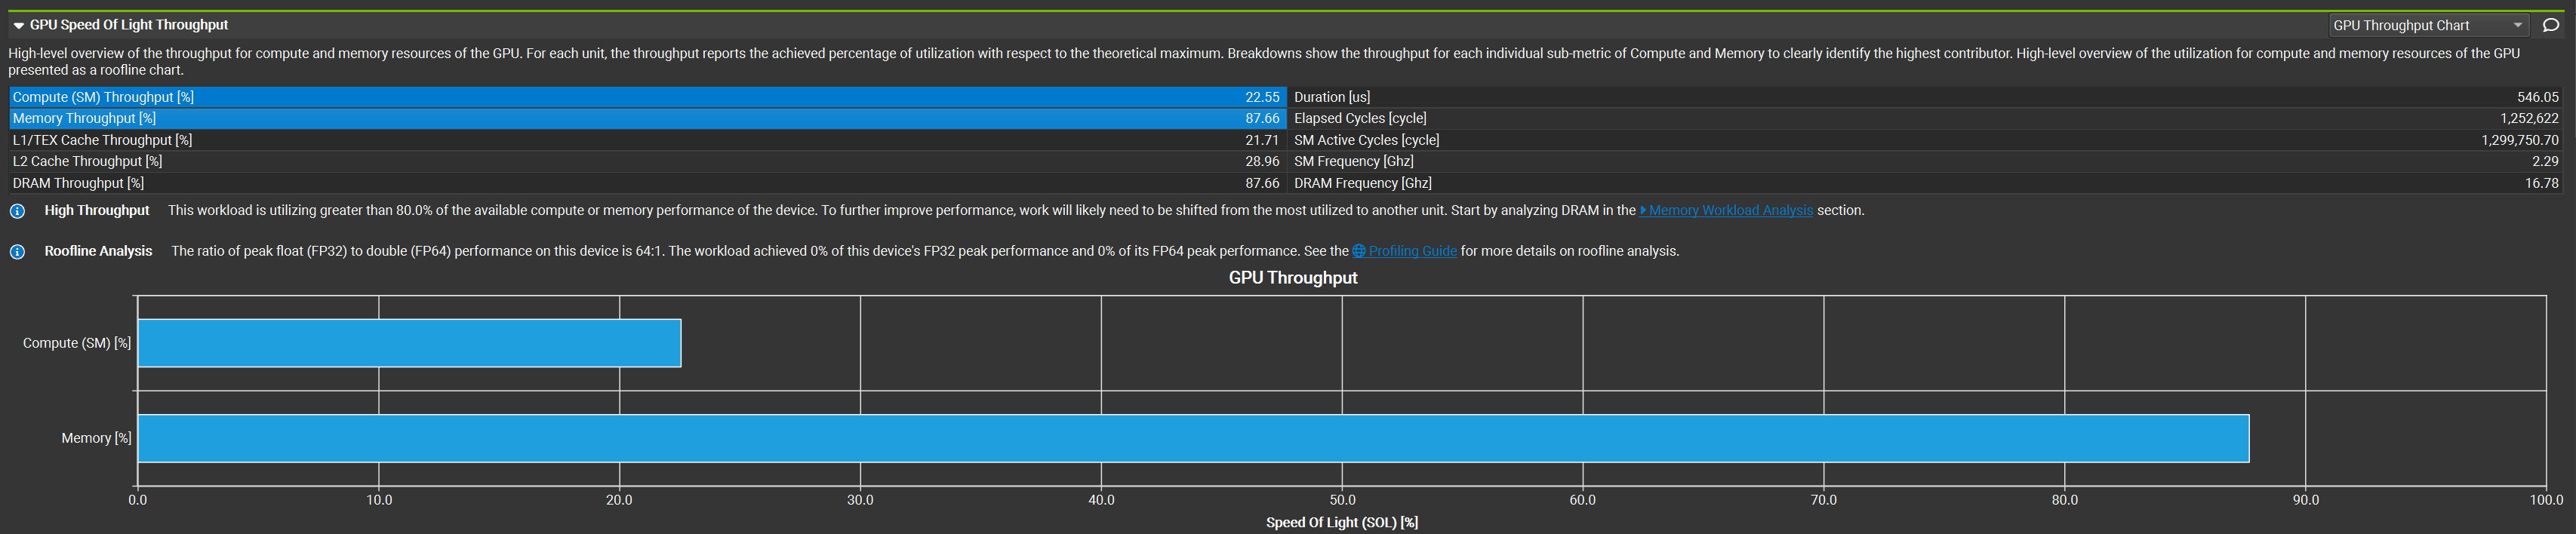 GPU Speed Of Light Throughput
GPU Throughput Chart
High-level overview of the throughput for compute and memory resources of the GPU. For each unit, the throughput reports the achieved percentage of utilization with respect to the theoretical maximum. Breakdowns show the throughput for each individual sub-metric of Compute and Memory to clearly identify the highest contributor. High-level overview of the utilization for compute and memory resources of the GPU
presented as a roofline chart.
Compute (SM) Throughput [%] 22.55 Duration [us] 546.05
Memory Throughput [%] 87.66 Elapsed Cycles [cycle] 1,252,622
L1/TEX Cache Throughput [%] 21.71 SM Active Cycles [cycle] 1,299,750.70
L2 Cache Throughput [%] 28.96 SM Frequency [Ghz] 2.29
DRAM Throughput [%] 87.66 DRAM Frequency [Ghz] 16.78
High Throughput This workload is utilizing greater than 80.0% of the available compute or memory performance of the device. To further improve performance, work will likely need to be shifted from the most utilized to another unit. Start by analyzing DRAM in the Memory Workload Analysis section.
Roofline Analysis The ratio of peak float (FP32) to double (FP64) performance on this device is 64:1. The workload achieved 0% of this device's FP32 peak performance and 0% of its FP64 peak performance. See the Profiling Guide for more details on roofline analysis.
GPU Throughput
Compute (SM) [%]
Memory [%]
0.0 10.0 20.0 30.0 40.0 50.0 60.0 70.0 80.0 90.0 100.0
Speed Of Light (SOL) [%]